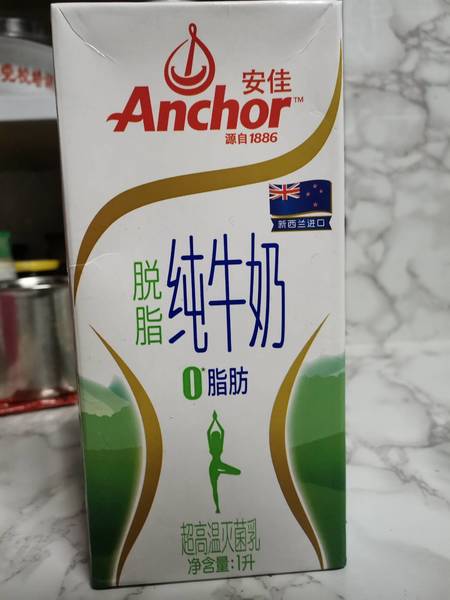 安佳
Anchor™
源自1886
新西兰进口
脱脂
纯牛奶
0*脂肪
超高温灭菌乳
净含量:1升